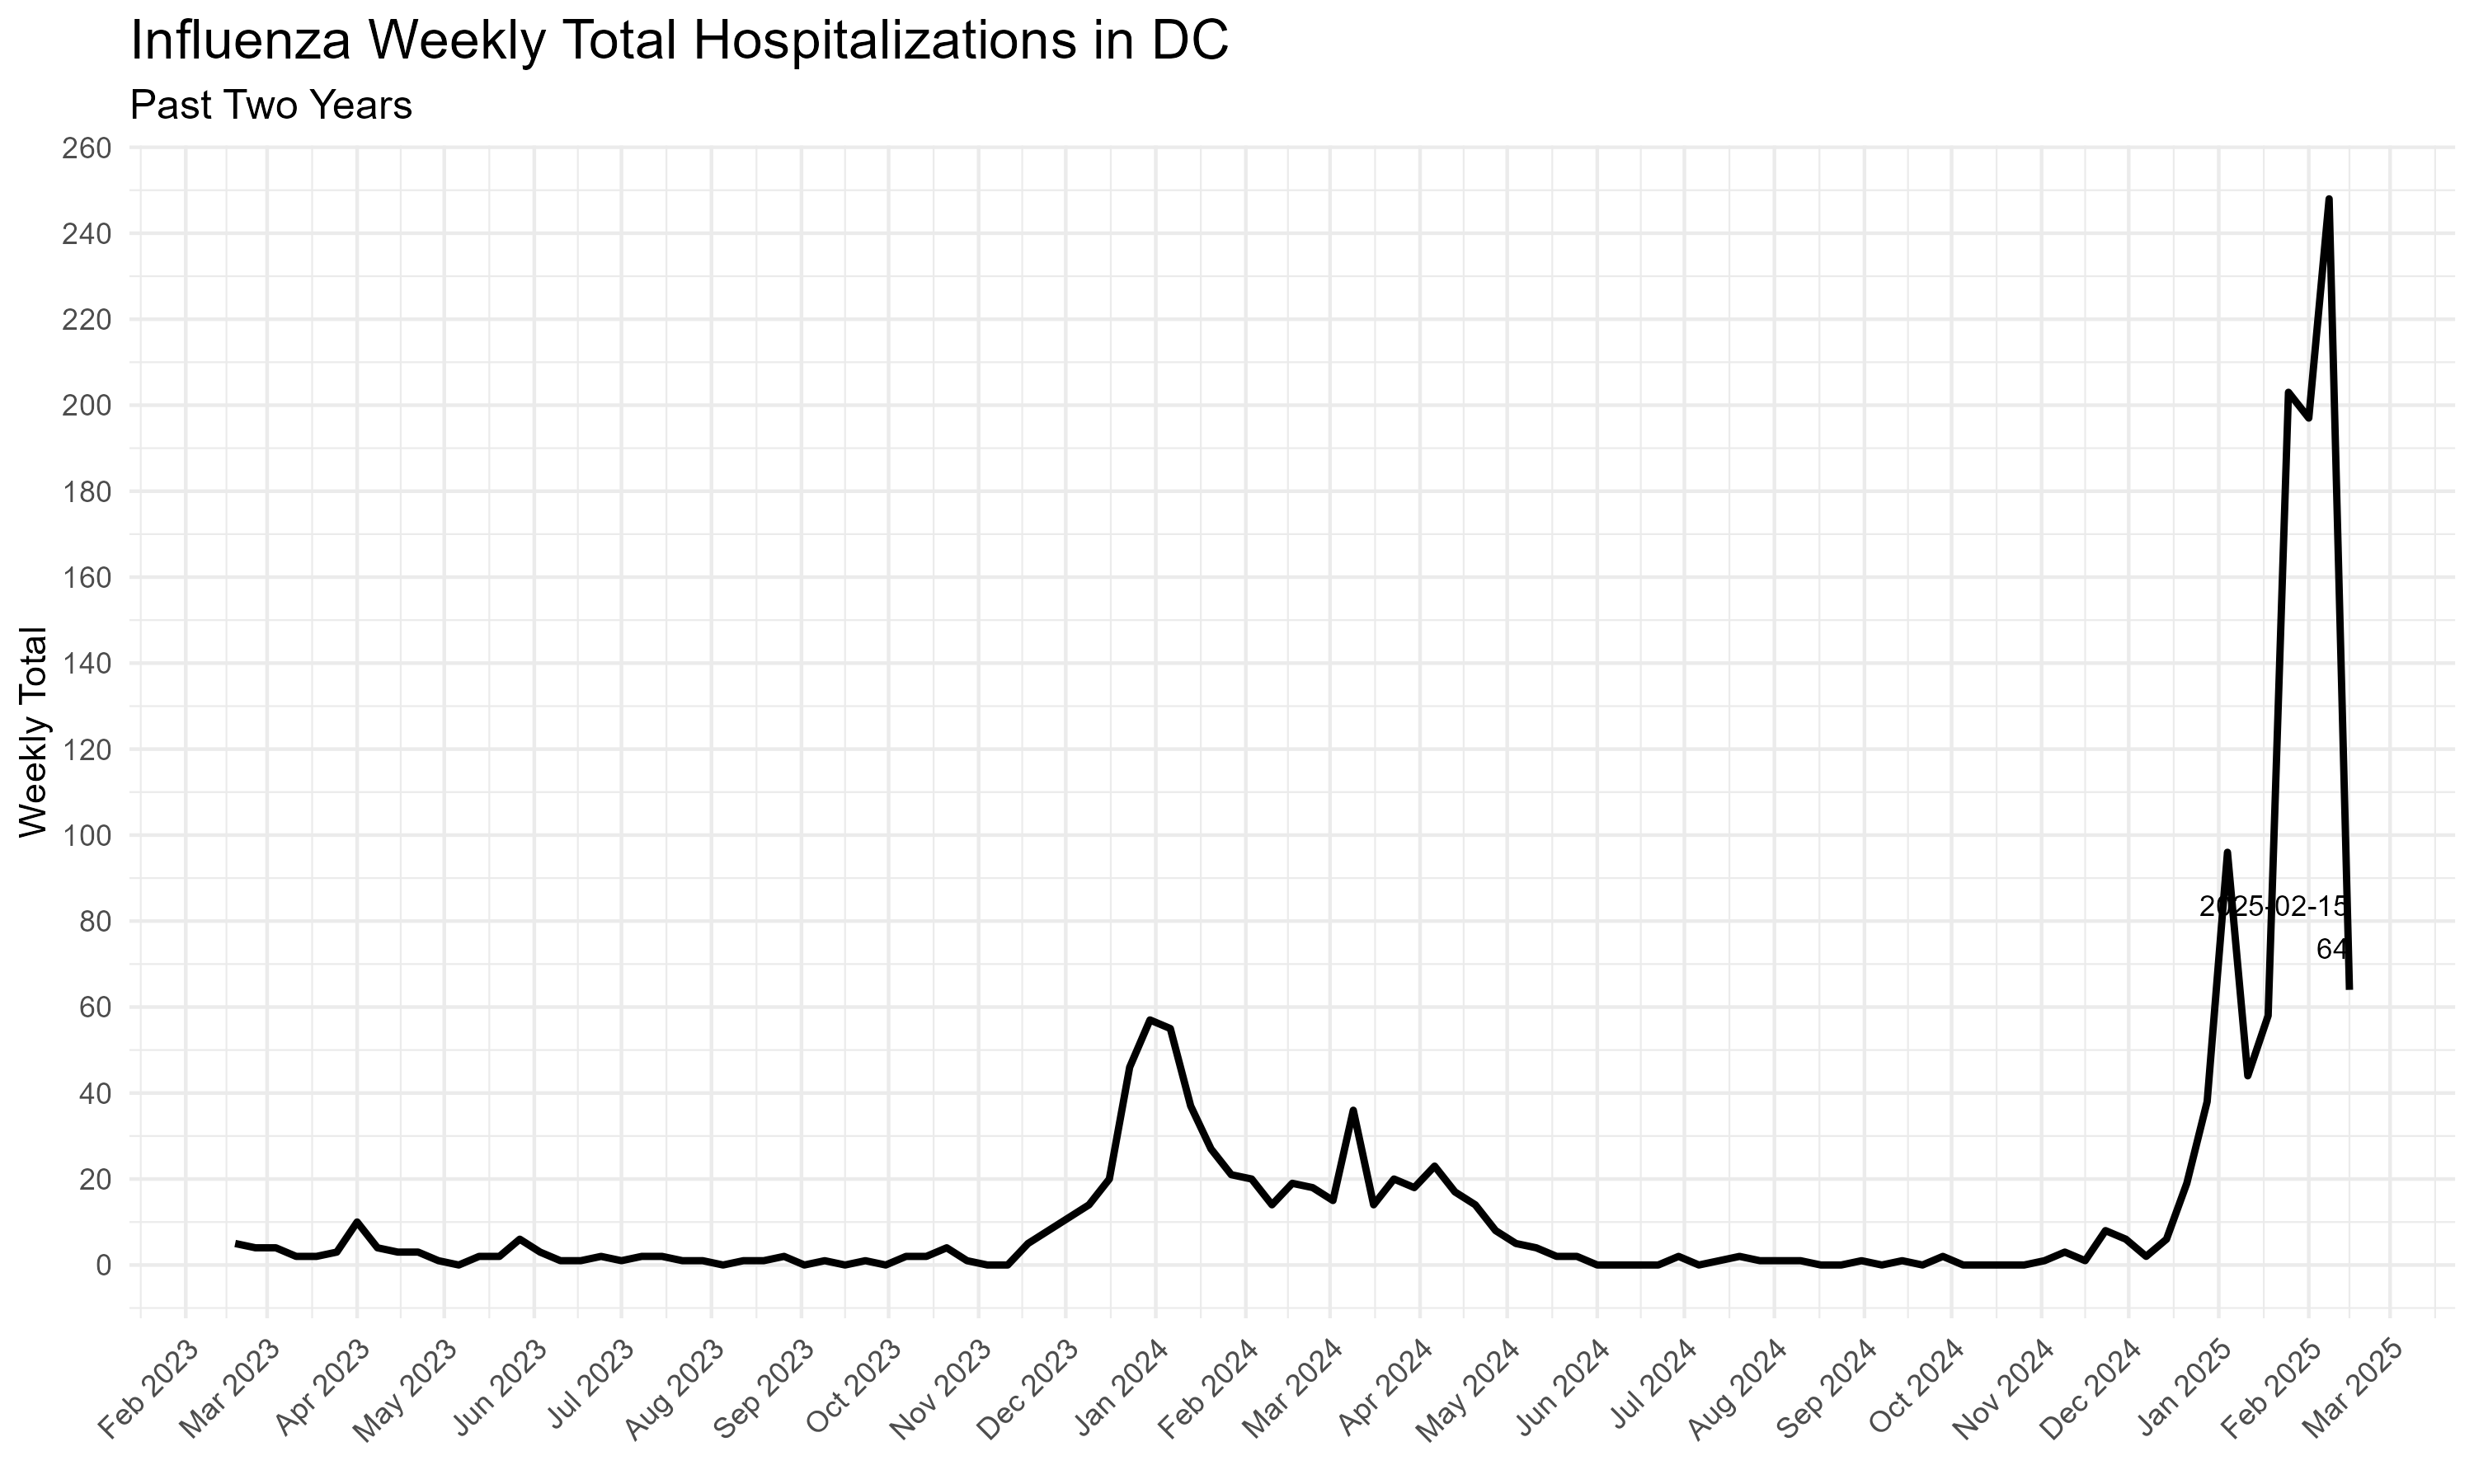 Influenza Weekly Total Hospitalizations in DC
Past Two Years
260
240
220
200
180
160
140
120
100
80
60
40
20
0
Weekly Total
2025-02-15
64
Feb 2023
Mar 2023
Apr 2023
May 2023
Jun 2023
Jul 2023
Aug 2023
Sep 2023
Oct 2023
Nov 2023
Dec 2023
Jan 2024
Feb 2024
Mar 2024
Apr 2024
May 2024
Jun 2024
Jul 2024
Aug 2024
Sep 2024
Oct 2024
Nov 2024
Dec 2024
Jan 2025
Feb 2025
Mar 2025